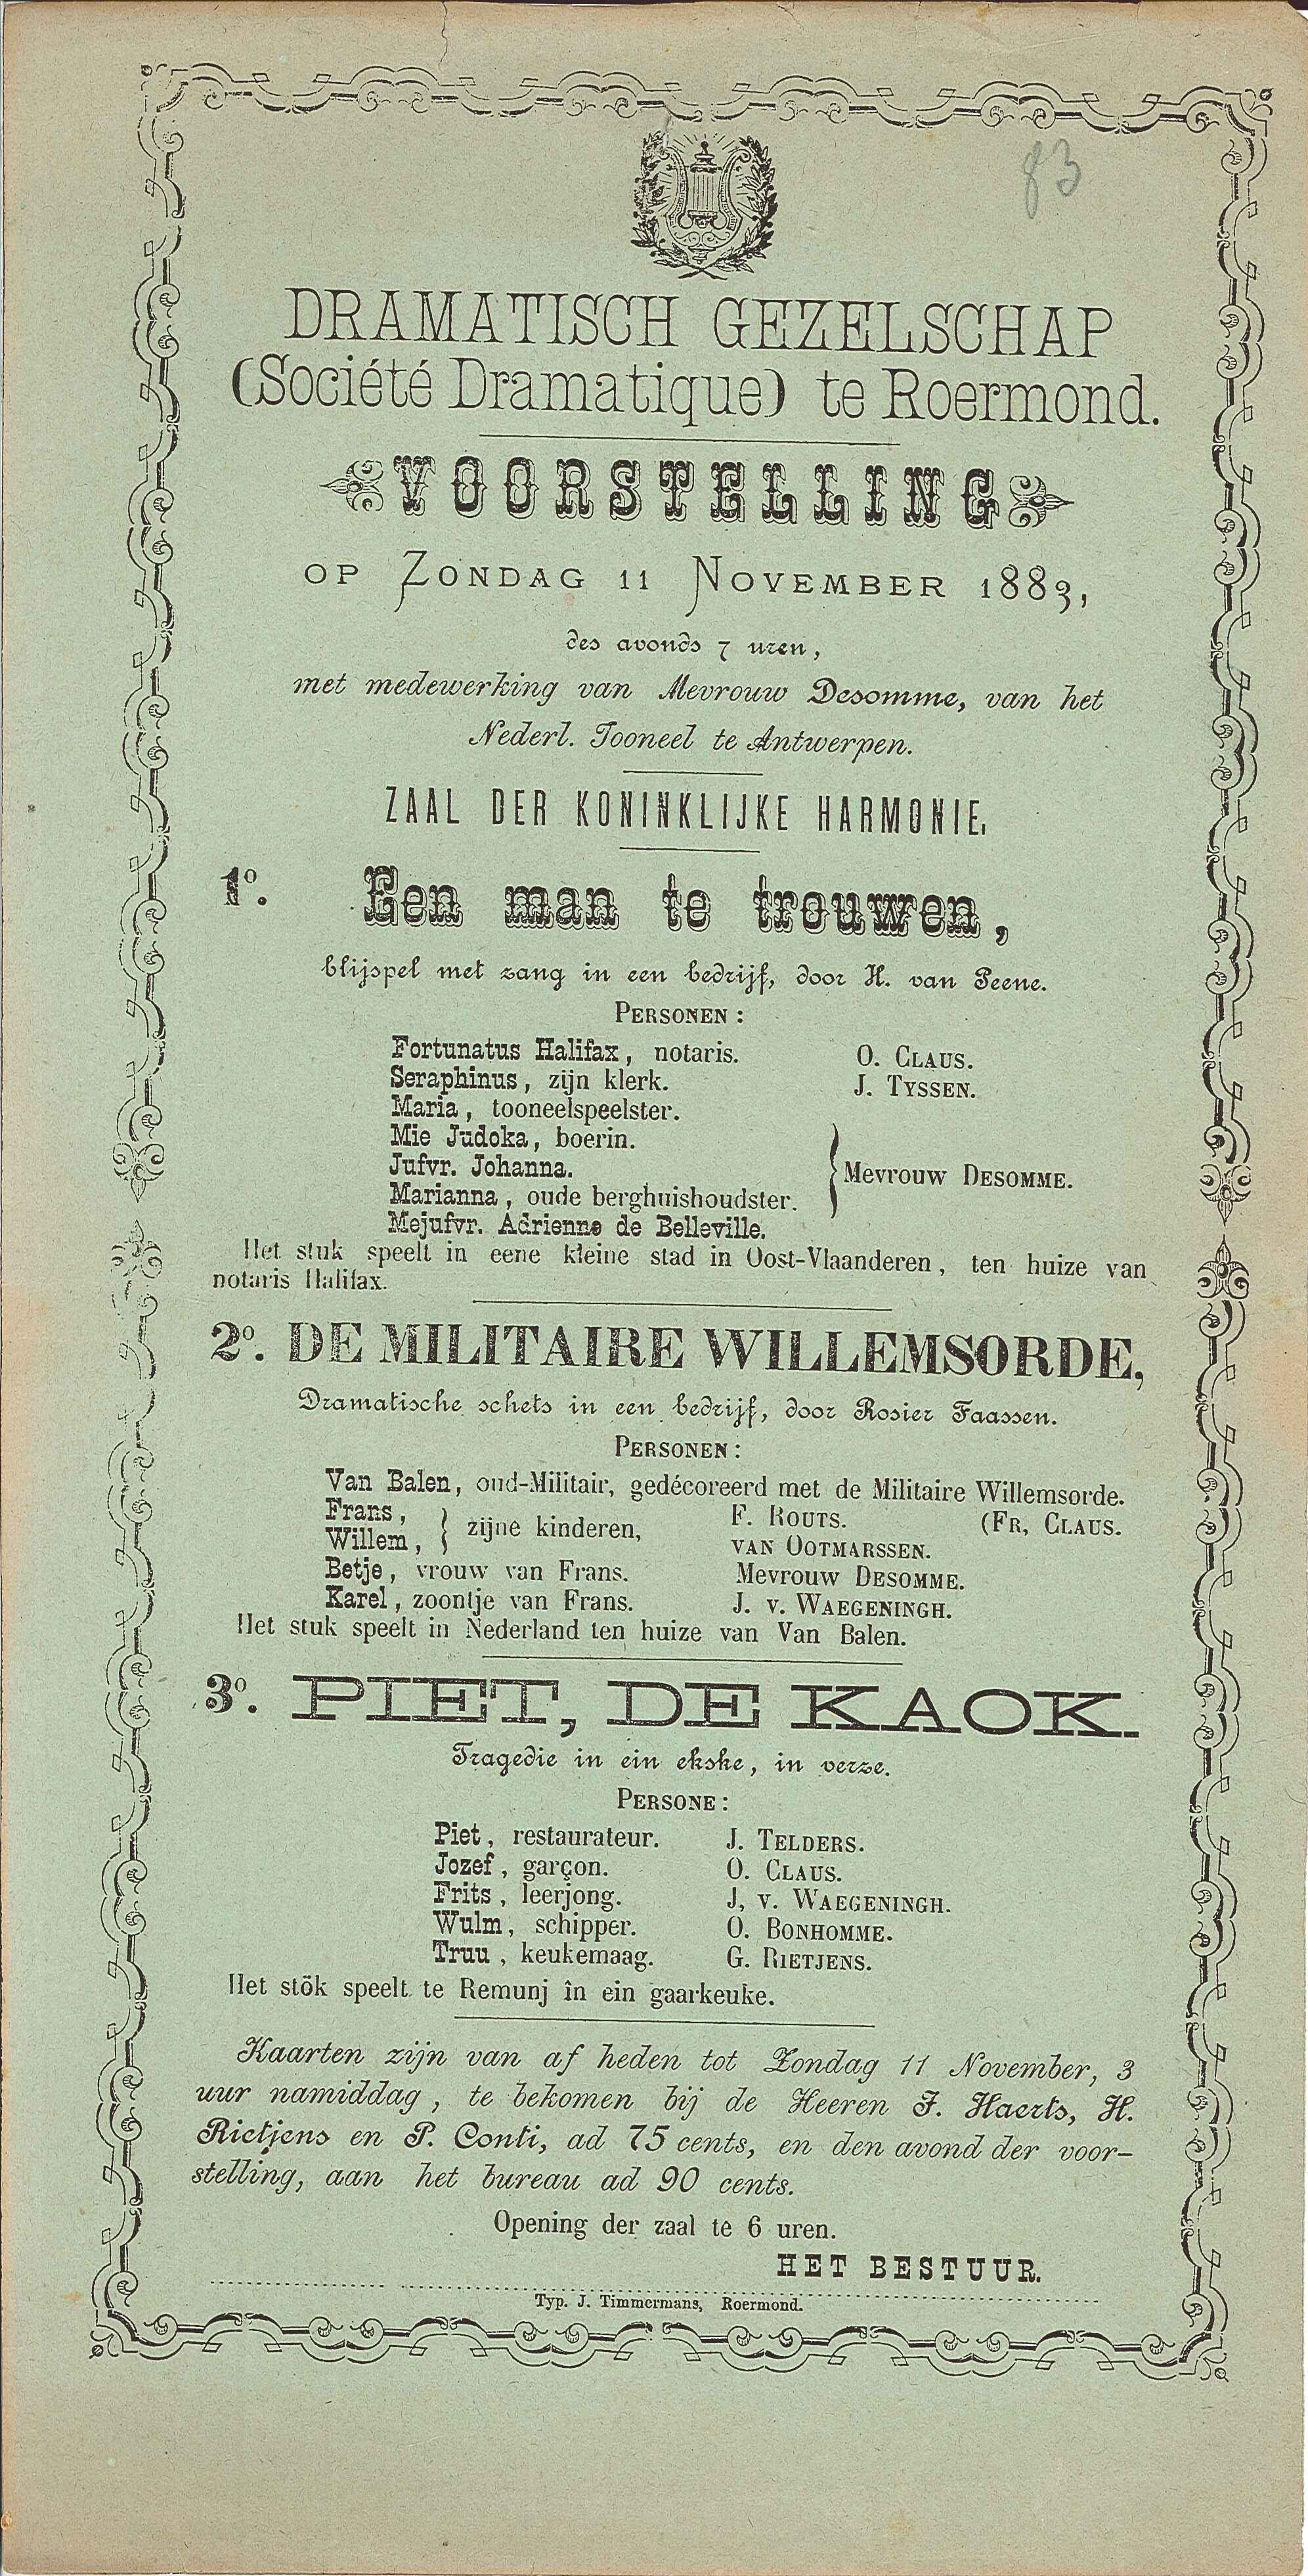 83
DRAMATISCH GEZELSCHAP
(Société Dramatique) te Roermond.
VOORSTELLING
OP ZONDAG 11 NOVEMBER 1883,
des avonds 7 uren,
met medewerking van Mevrouw Desomme, van het
Nederl. Tooneel te Antwerpen.
ZAAL DER KONINKLIJKE HARMONIE.
1º. Een man te trouwen,
blijspel met zang in een bedrijf, door H. van Peene.
PERSONEN:
Fortunatus Halifax, notaris. O. CLAUS.
Seraphinus, zijn klerk. J. TYSSEN.
Maria, tooneelspeelster.
Mie Judoka, boerin.
Jufvr. Johanna. } Mevrouw DESOMME.
Marianna, oude berghuishoudster.
Mejufvr. Adrienne de Belleville.
Het stuk speelt in eene kleine stad in Oost-Vlaanderen, ten huize van
notaris Halifax.
2º. DE MILITAIRE WILLEMSORDE,
Dramatische schets in een bedrijf, door Rosier Faassen.
PERSONEN:
Van Balen, oud-Militair, gedécoreerd met de Militaire Willemsorde.
Frans, } zijne kinderen, F. ROUTS. (FR, CLAUS.
Willem, VAN OOTMARSSEN.
Betje, vrouw van Frans. Mevrouw DESOMME.
Karel, zoontje van Frans. J. V. WAEGENINGH.
Het stuk speelt in Nederland ten huize van Van Balen.
3º. PIET, DE KAOK.
Tragedie in ein ekske, in verze.
PERSONE:
Piet, restaurateur. J. TELDERS.
Jozef, garçon. O. CLAUS.
Frits, leerjong. J, V. WAEGENINGH.
Wulm, schipper. O. BONHOMME.
Truu, keukemaag. G. RIETJENS.
Het stök speelt te Remunj în ein gaarkeuke.
Kaarten zijn van af heden tot Zondag 11 November, 3
uur namiddag, te bekomen bij de Heeren J. Haerts, H.
Rietjens en P. Conti, ad 75 cents, en den avond der voor-
stelling, aan het bureau ad 90 cents.
Opening der zaal te 6 uren.
HET BESTUUR.
Typ. J. Timmermans, Roermond.